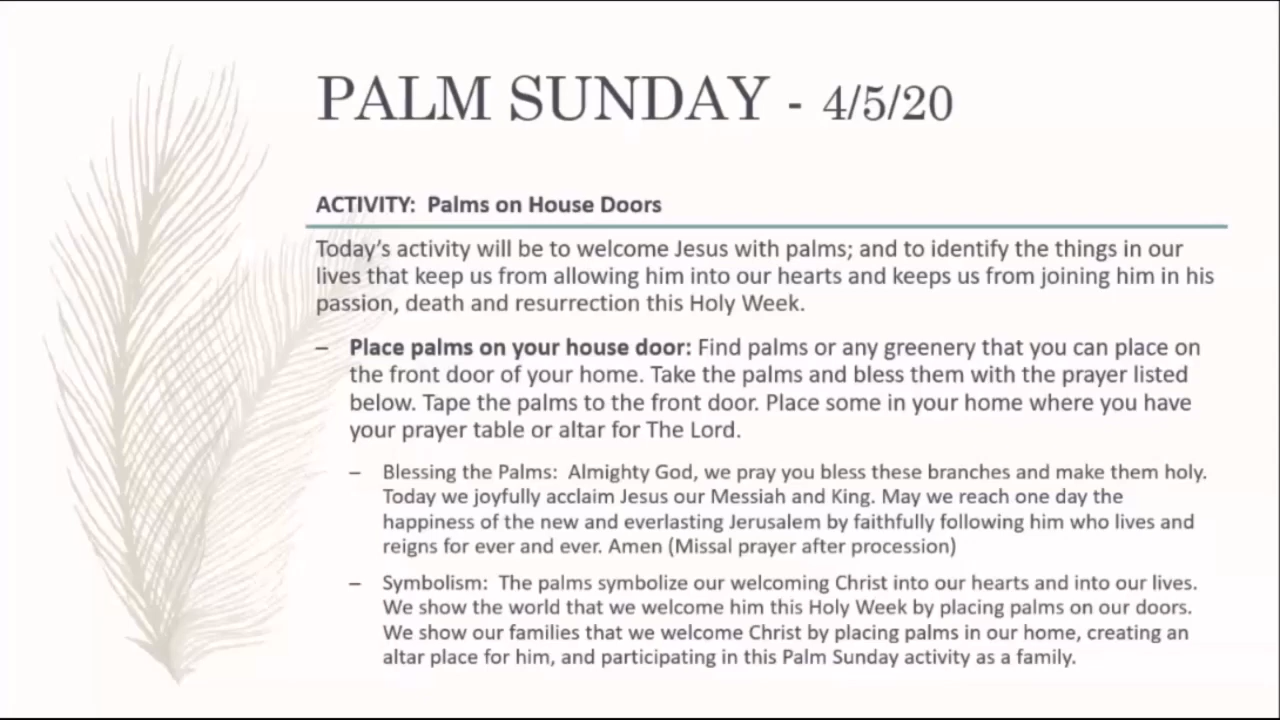 PALM SUNDAY - 4/5/20
ACTIVITY:  Palms on House Doors
Today's activity will be to welcome Jesus with palms; and to identify the things in our
lives that keep us from allowing him into our hearts and keeps us from joining him in his
passion, death and resurrection this Holy Week.
– Place palms on your house door: Find palms or any greenery that you can place on
the front door of your home. Take the palms and bless them with the prayer listed
below. Tape the palms to the front door. Place some in your home where you have
your prayer table or altar for The Lord.
– Blessing the Palms:  Almighty God, we pray you bless these branches and make them holy.
Today we joyfully acclaim Jesus our Messiah and King. May we reach one day the
happiness of the new and everlasting Jerusalem by faithfully following him who lives and
reigns for ever and ever. Amen (Missal prayer after procession)
– Symbolism:  The palms symbolize our welcoming Christ into our hearts and into our lives.
We show the world that we welcome him this Holy Week by placing palms on our doors.
We show our families that we welcome Christ by placing palms in our home, creating an
altar place for him, and participating in this Palm Sunday activity as a family.